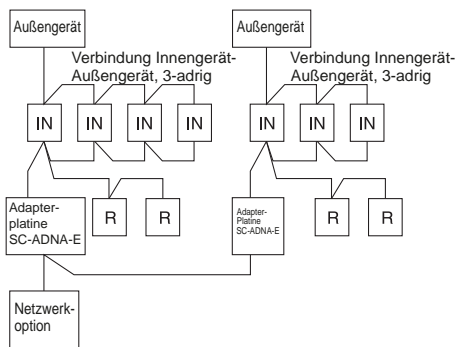 Außengerät
Außengerät
Verbindung Innengerät-
Außengerät, 3-adrig
Verbindung Innengerät-
Außengerät, 3-adrig
IN IN IN IN
IN IN IN IN
Adapter-
platine
SC-ADNA-E
R R
Adapter-
Platine
SC-ADNA-E
R R
Netzwerk-
option